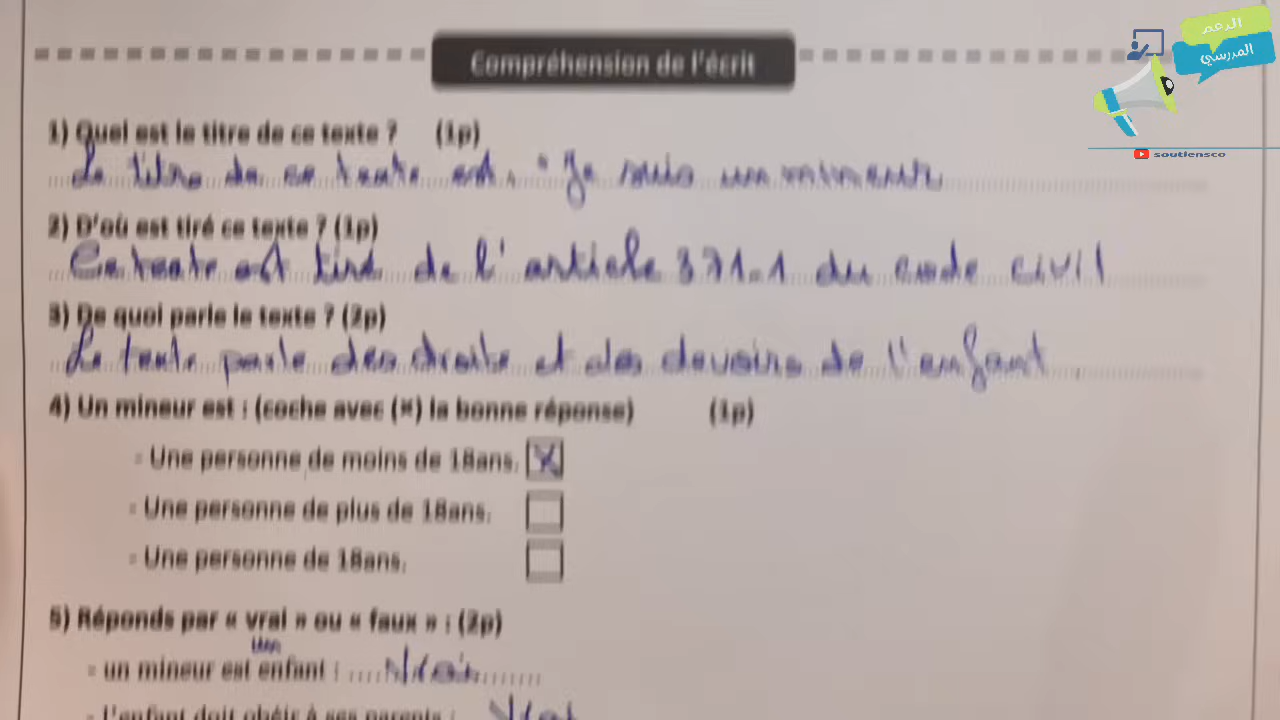 الدعم
المدرسي
soutiensco
Compréhension de l'écrit
1) Quel est le titre de ce texte ? (1p)
Le titre de ce texte est : Je suis un mineur
2) D'où est tiré ce texte ? (1p)
Ce texte est tiré de l'article 371.1 du code civil
3) De quoi parle le texte ? (2p)
Le texte parle des droits et des devoirs de l'enfant.
4) Un mineur est : (coche avec (×) la bonne réponse) (1p)
- Une personne de moins de 18ans. X
- Une personne de plus de 18ans.
- Une personne de 18ans.
5) Réponds par « vrai » ou « faux » : (2p)
un
- un mineur est enfant : Vrai
- l'enfant doit obéir à ses parents : Vrai